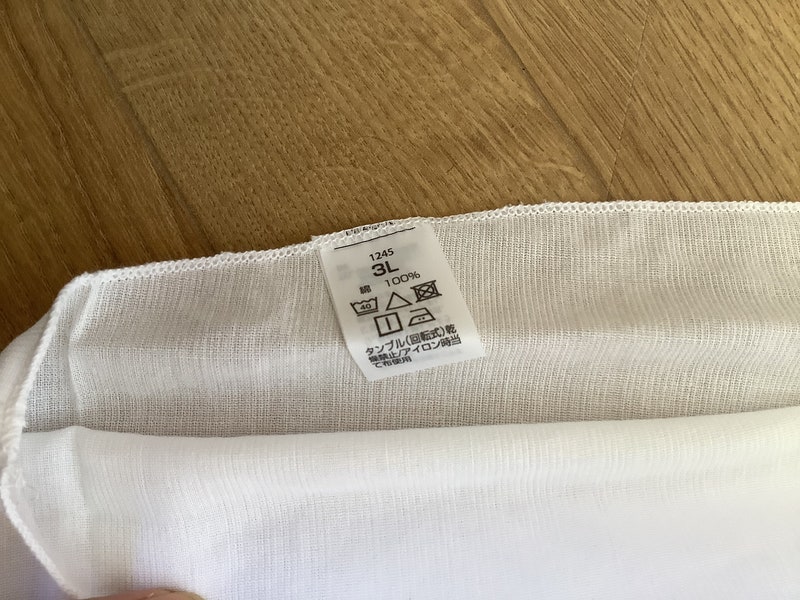 1245
3L
綿 100%
40
タンブル(回転式)乾
燥禁止/アイロン時当
て布使用